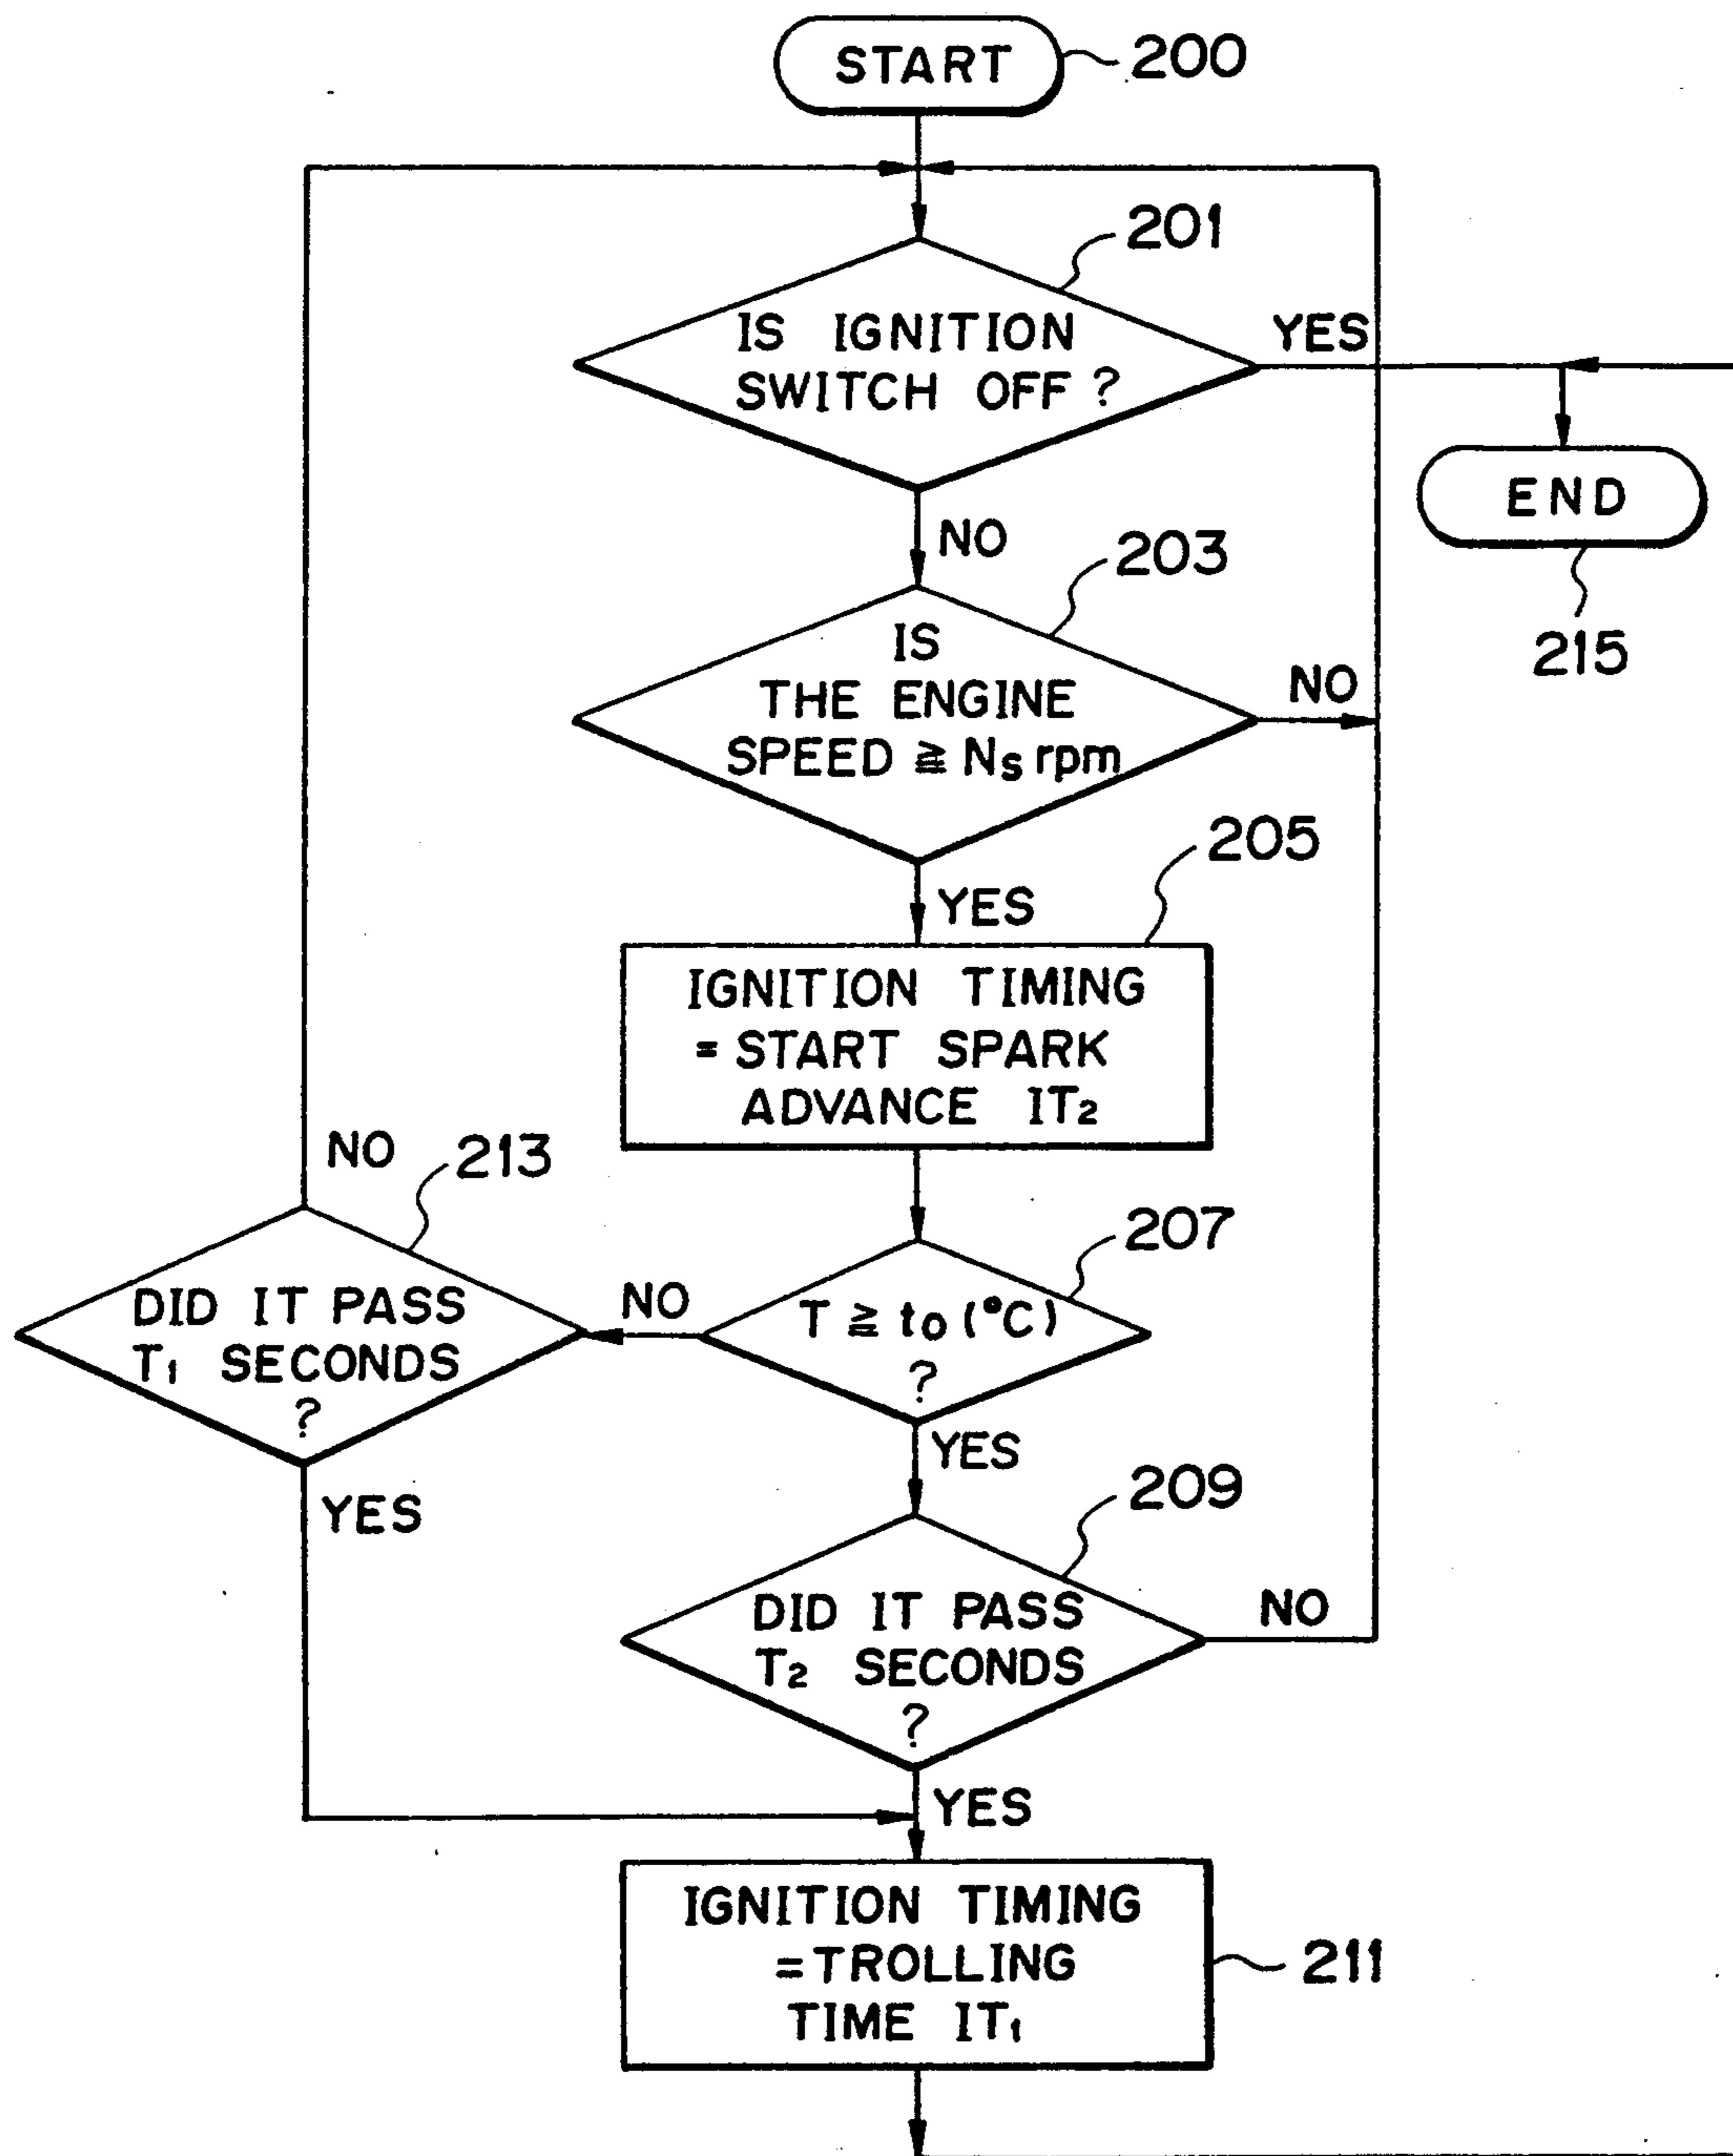 START
200
201
IS IGNITION
SWITCH OFF ?
YES
END
215
NO
203
IS
THE ENGINE
SPEED ≧ Ns rpm
NO
YES
205
IGNITION TIMING
= START SPARK
ADVANCE IT₂
NO
213
207
DID IT PASS
T₁ SECONDS
?
NO
T ≧ to (°C)
?
YES
YES
209
DID IT PASS
T₂ SECONDS
?
NO
YES
IGNITION TIMING
= TROLLING
TIME IT₁
211